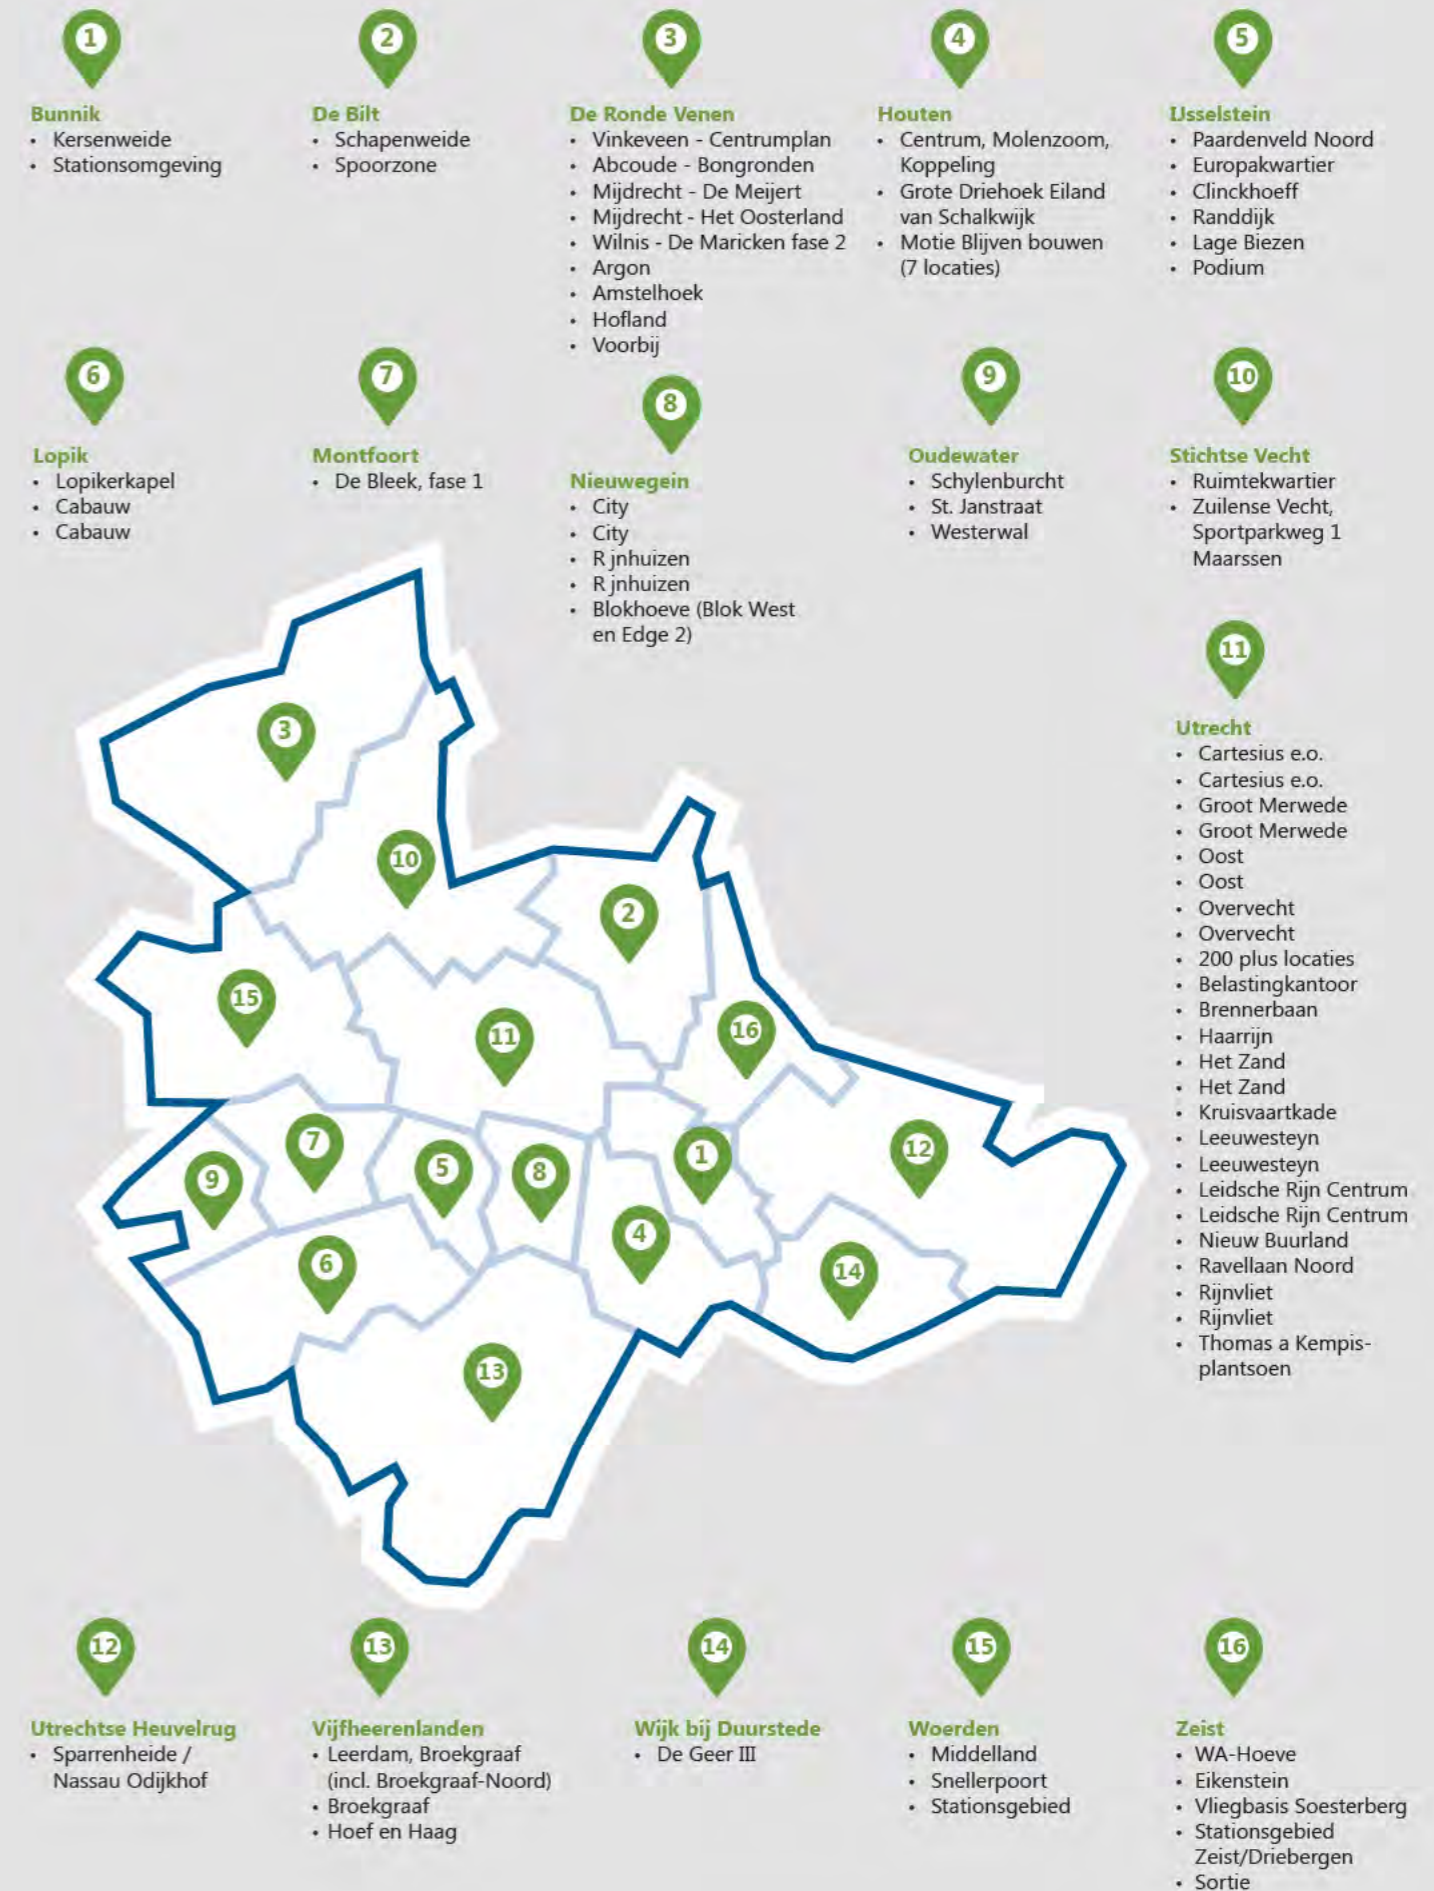 1
Bunnik
• Kersenweide
• Stationsomgeving
2
De Bilt
• Schapenweide
• Spoorzone
3
De Ronde Venen
• Vinkeveen - Centrumplan
• Abcoude - Bongronden
• Mijdrecht - De Meijert
• Mijdrecht - Het Oosterland
• Wilnis - De Maricken fase 2
• Argon
• Amstelhoek
• Hofland
• Voorbij
4
Houten
• Centrum, Molenzoom,
Koppeling
• Grote Driehoek Eiland
van Schalkwijk
• Motie Blijven bouwen
(7 locaties)
5
IJsselstein
• Paardenveld Noord
• Europakwartier
• Clinckhoeff
• Randdijk
• Lage Biezen
• Podium
6
Lopik
• Lopikerkapel
• Cabauw
• Cabauw
7
Montfoort
• De Bleek, fase 1
8
Nieuwegein
• City
• City
• R jnhuizen
• R jnhuizen
• Blokhoeve (Blok West
en Edge 2)
9
Oudewater
• Schylenburcht
• St. Janstraat
• Westerwal
10
Stichtse Vecht
• Ruimtekwartier
• Zuilense Vecht,
Sportparkweg 1
Maarssen
11
Utrecht
• Cartesius e.o.
• Cartesius e.o.
• Groot Merwede
• Groot Merwede
• Oost
• Oost
• Overvecht
• Overvecht
• 200 plus locaties
• Belastingkantoor
• Brennerbaan
• Haarrijn
• Het Zand
• Het Zand
• Kruisvaartkade
• Leeuwesteyn
• Leeuwesteyn
• Leidsche Rijn Centrum
• Leidsche Rijn Centrum
• Nieuw Buurland
• Ravellaan Noord
• Rijnvliet
• Rijnvliet
• Thomas a Kempis-
plantsoen
3
10
2
15
11
16
7
5
8
1
12
9
4
6
14
13
12
Utrechtse Heuvelrug
• Sparrenheide /
Nassau Odijkhof
13
Vijfheerenlanden
• Leerdam, Broekgraaf
(incl. Broekgraaf-Noord)
• Broekgraaf
• Hoef en Haag
14
Wijk bij Duurstede
• De Geer III
15
Woerden
• Middelland
• Snellerpoort
• Stationsgebied
16
Zeist
• WA-Hoeve
• Eikenstein
• Vliegbasis Soesterberg
• Stationsgebied
Zeist/Driebergen
• Sortie